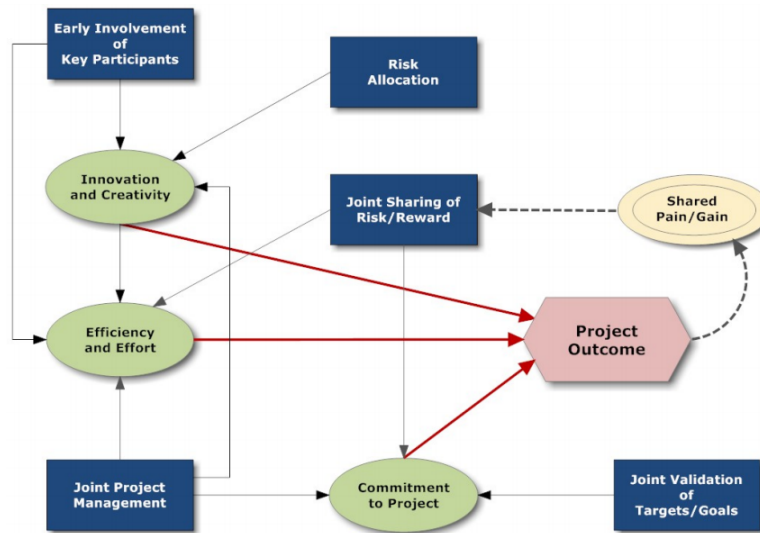 Early Involvement
of
Key Participants
Risk
Allocation
Innovation
and Creativity
Joint Sharing of
Risk/Reward
Shared
Pain/Gain
Efficiency
and Effort
Project
Outcome
Joint Project
Management
Commitment
to Project
Joint Validation
of
Targets/Goals